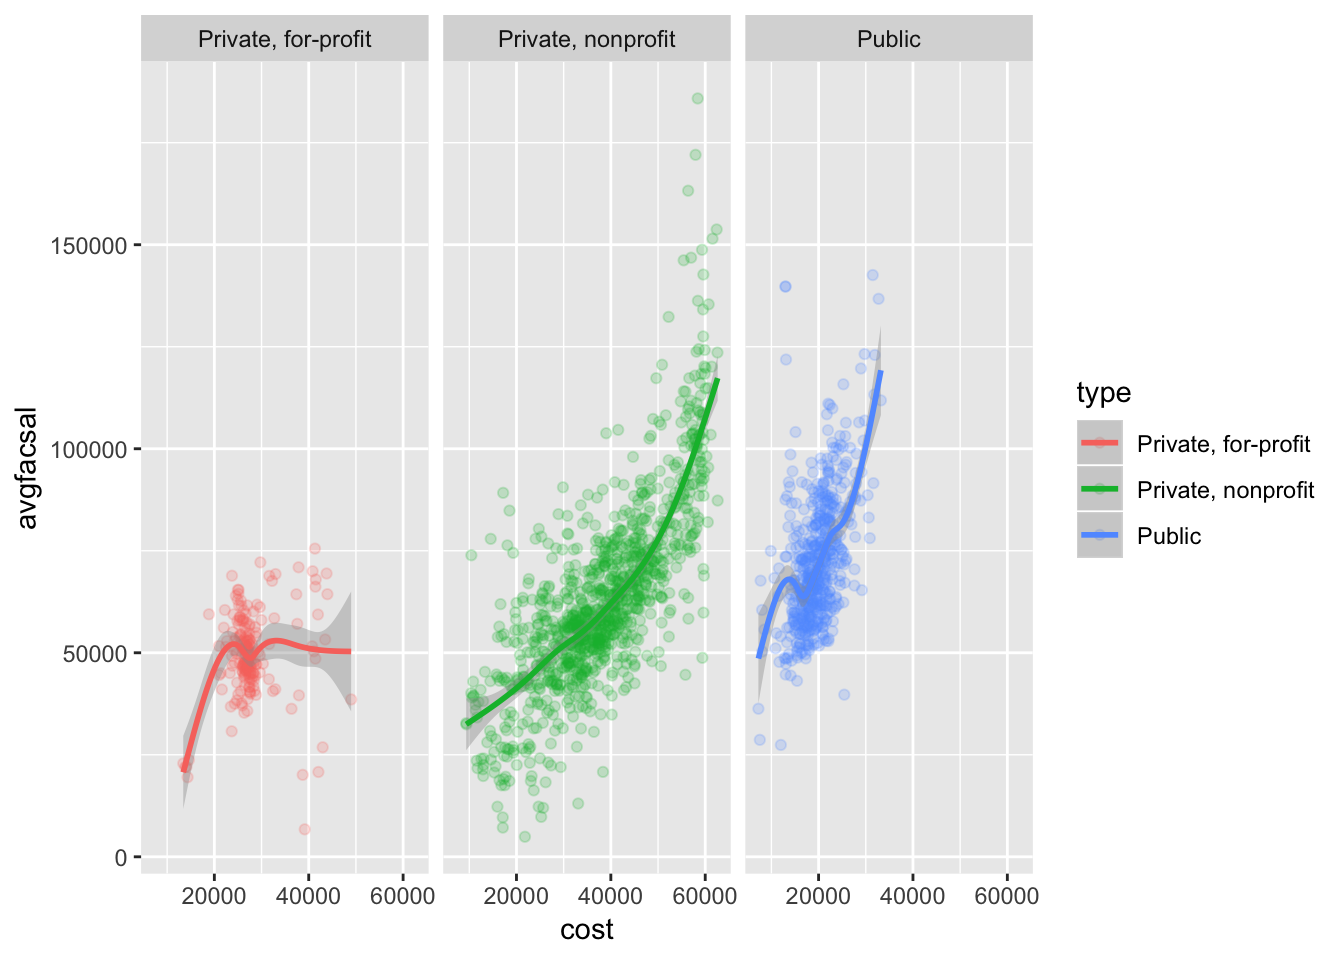 Private, for-profit
Private, nonprofit
Public
avgfacsal
150000
100000
50000
0
20000 40000 60000
20000 40000 60000
20000 40000 60000
cost
type
Private, for-profit
Private, nonprofit
Public